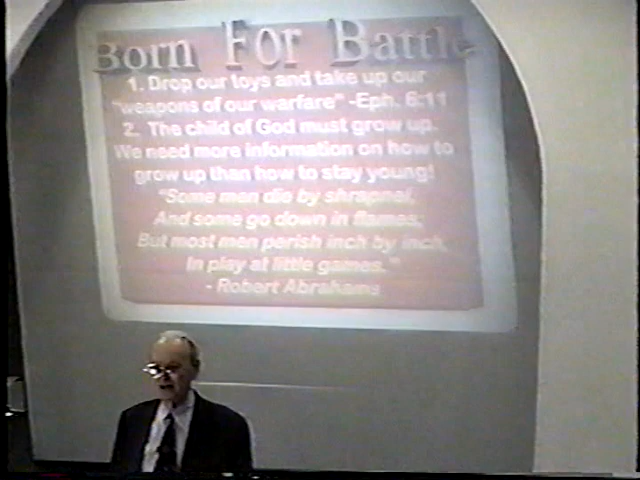 Born For Battle
1. Drop our toys and take up our
"weapons of our warfare" -Eph. 6:11
2. The child of God must grow up.
We need more information on how to
grow up than how to stay young!
"Some men die by shrapnel,
And some go down in flames;
But most men perish inch by inch,
In play at little games."
- Robert Abrahams